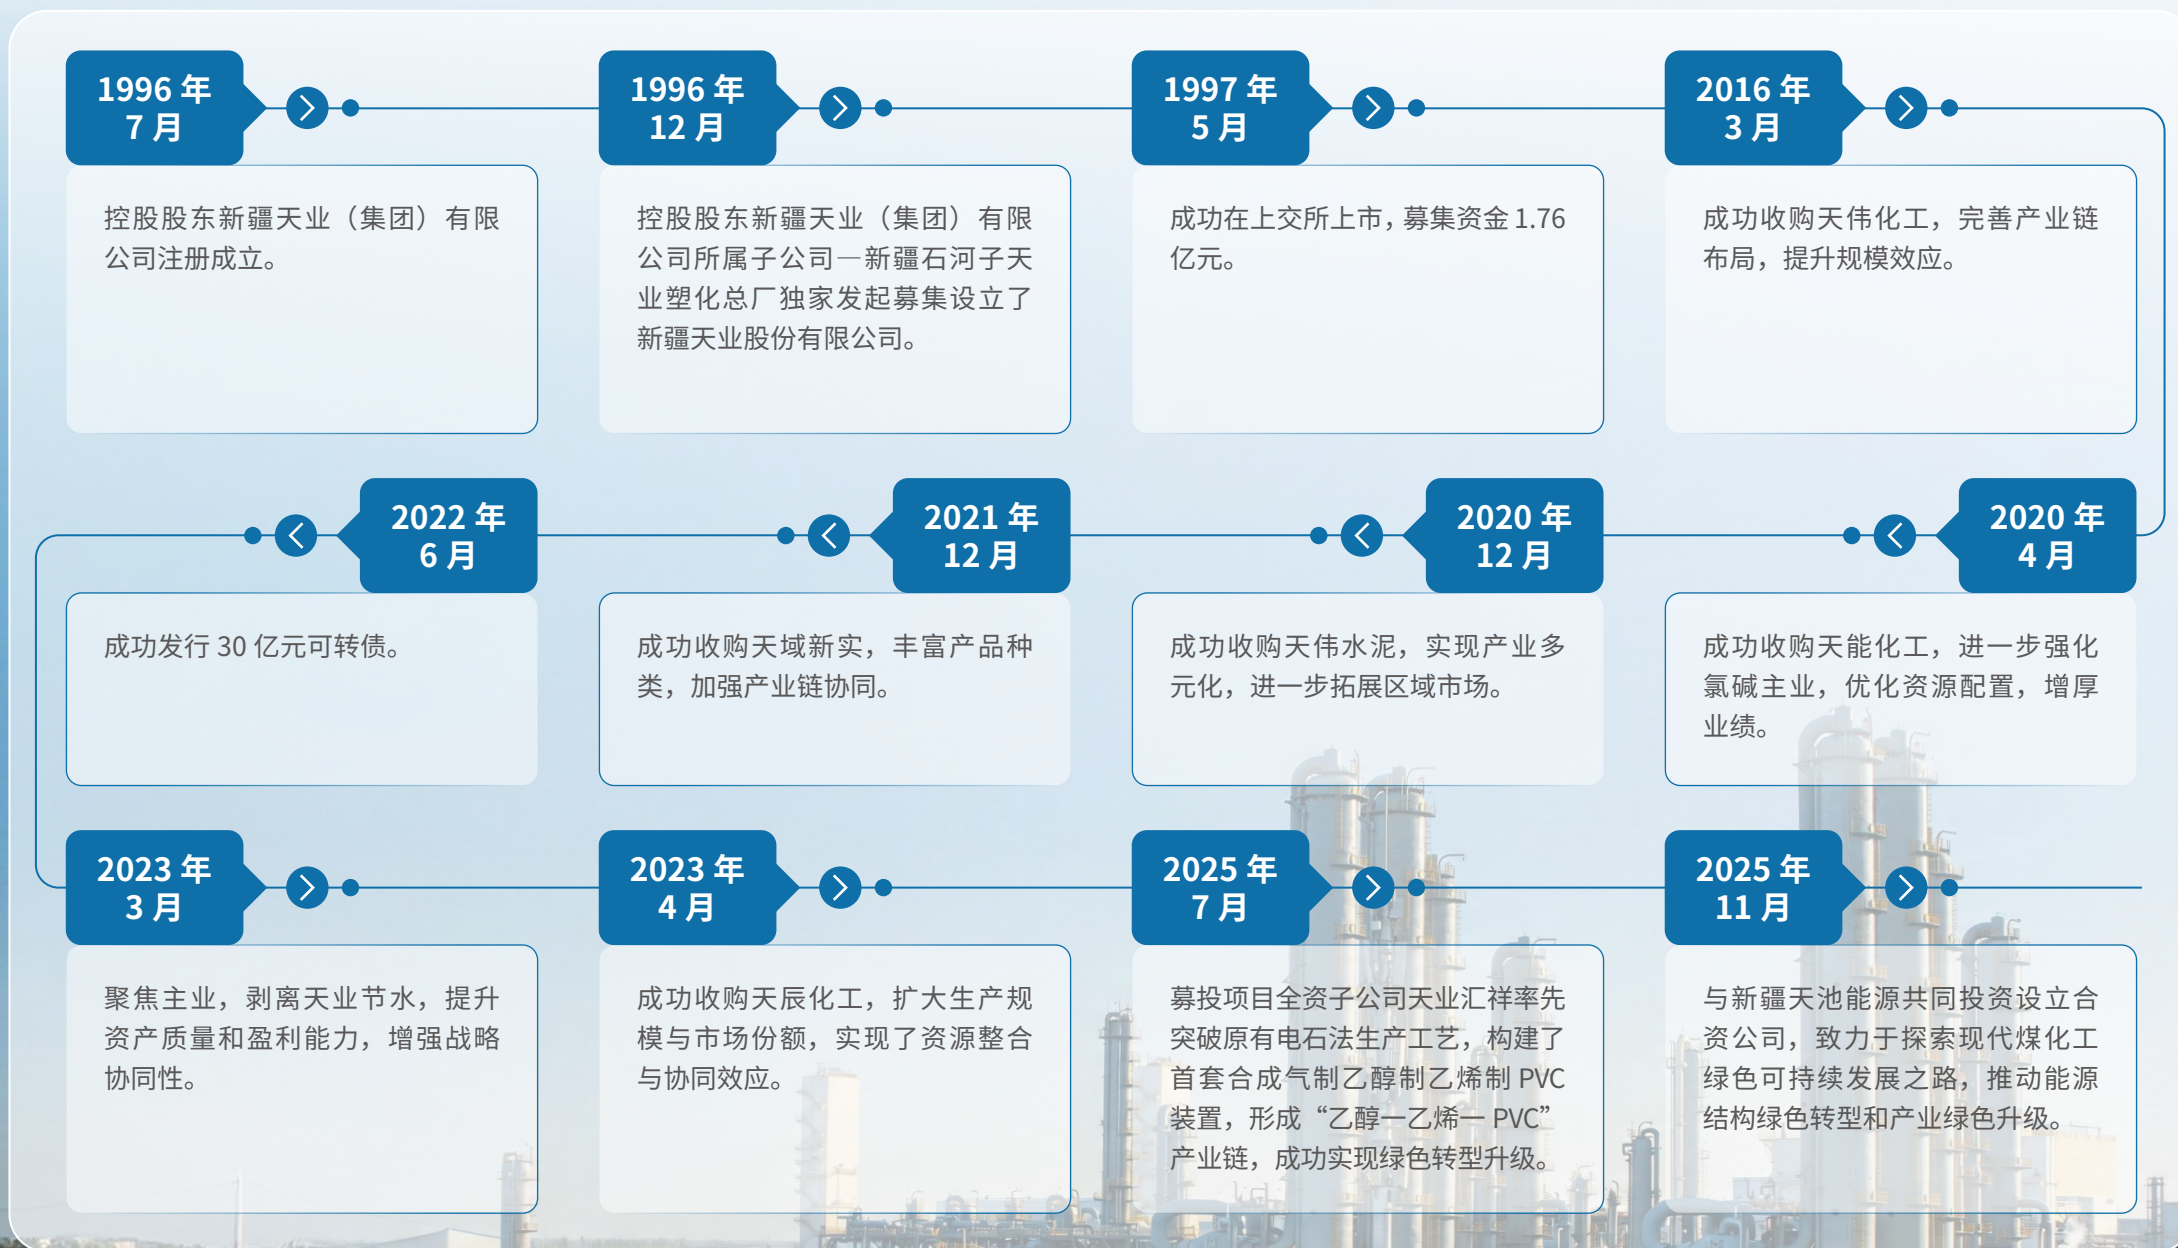 1996 年
7 月
控股股东新疆天业（集团）有限
公司注册成立。
1996 年
12 月
控股股东新疆天业（集团）有限
公司所属子公司—新疆石河子天
业塑化总厂独家发起募集设立了
新疆天业股份有限公司。
1997 年
5 月
成功在上交所上市，募集资金 1.76
亿元。
2016 年
3 月
成功收购天伟化工，完善产业链
布局，提升规模效应。
2020 年
4 月
成功收购天能化工，进一步强化
氯碱主业，优化资源配置，增厚
业绩。
2020 年
12 月
成功收购天伟水泥，实现产业多
元化，进一步拓展区域市场。
2021 年
12 月
成功收购天域新实，丰富产品种
类，加强产业链协同。
2022 年
6 月
成功发行 30 亿元可转债。
2023 年
3 月
聚焦主业，剥离天业节水，提升
资产质量和盈利能力，增强战略
协同性。
2023 年
4 月
成功收购天辰化工，扩大生产规
模与市场份额，实现了资源整合
与协同效应。
2025 年
7 月
募投项目全资子公司天业汇祥率先
突破原有电石法生产工艺，构建了
首套合成气制乙醇制乙烯制 PVC
装置，形成“乙醇一乙烯一 PVC”
产业链，成功实现绿色转型升级。
2025 年
11 月
与新疆天池能源共同投资设立合
资公司，致力于探索现代煤化工
绿色可持续发展之路，推动能源
结构绿色转型和产业绿色升级。